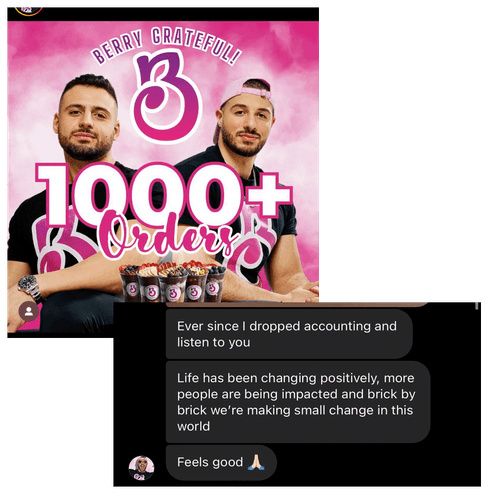 BERRY GRATEFUL!
B
1000+
Orders
Ever since I dropped accounting and
listen to you
Life has been changing positively, more
people are being impacted and brick by
brick we’re making small change in this
world
Feels good 🙏🏻